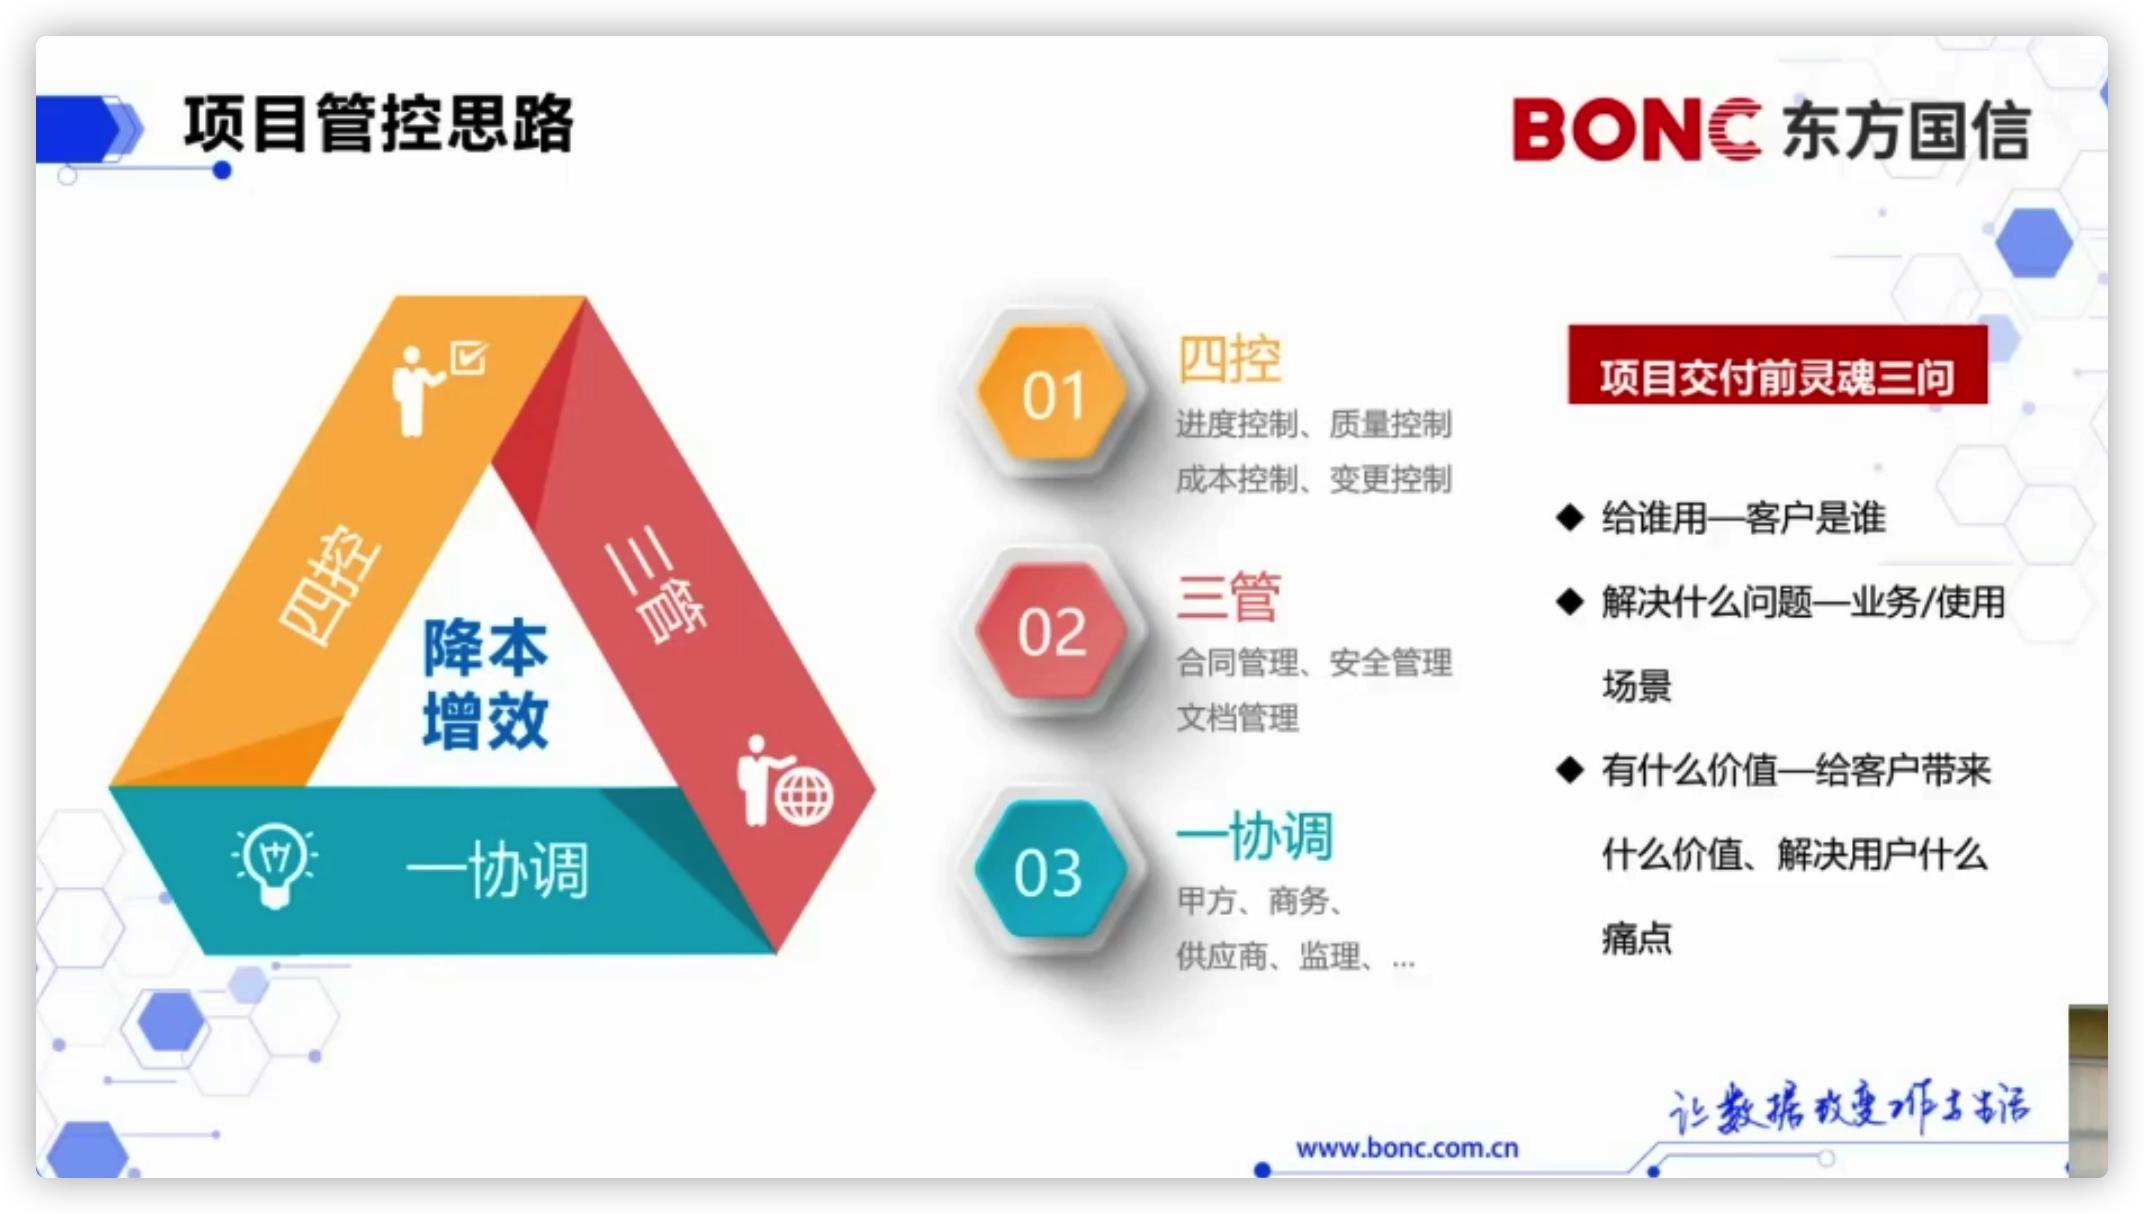 项目管控思路
BONC 东方国信
四控
三管
降本
增效
一协调
01
四控
进度控制、质量控制
成本控制、变更控制
02
三管
合同管理、安全管理
文档管理
03
一协调
甲方、商务、
供应商、监理、...
项目交付前灵魂三问
◆ 给谁用—客户是谁
◆ 解决什么问题—业务/使用
场景
◆ 有什么价值—给客户带来
什么价值、解决用户什么
痛点
让数据改变工作与生活
www.bonc.com.cn